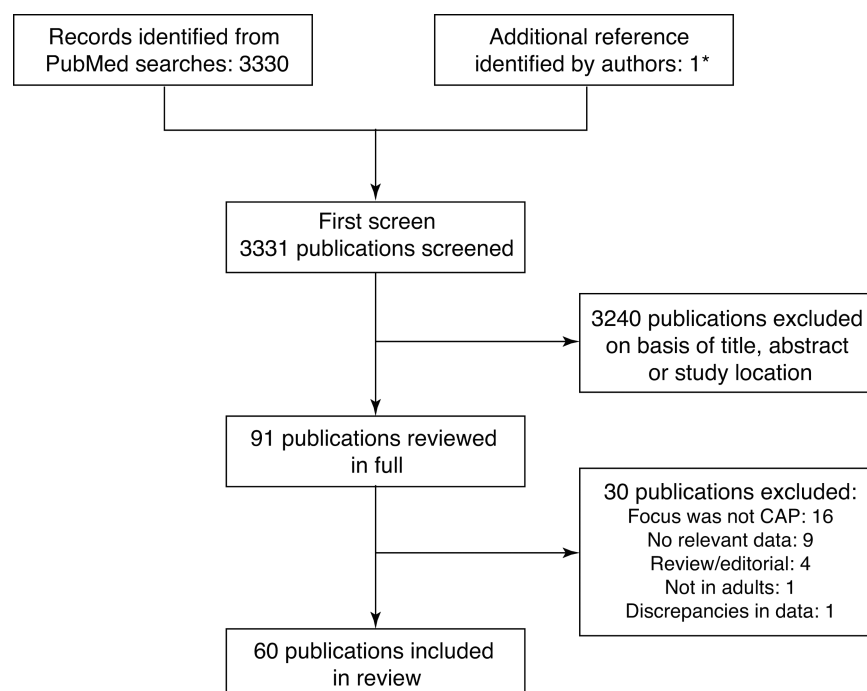 Records identified from
PubMed searches: 3330
Additional reference
identified by authors: 1*
First screen
3331 publications screened
3240 publications excluded
on basis of title, abstract
or study location
91 publications reviewed
in full
30 publications excluded:
Focus was not CAP: 16
No relevant data: 9
Review/editorial: 4
Not in adults: 1
Discrepancies in data: 1
60 publications included
in review